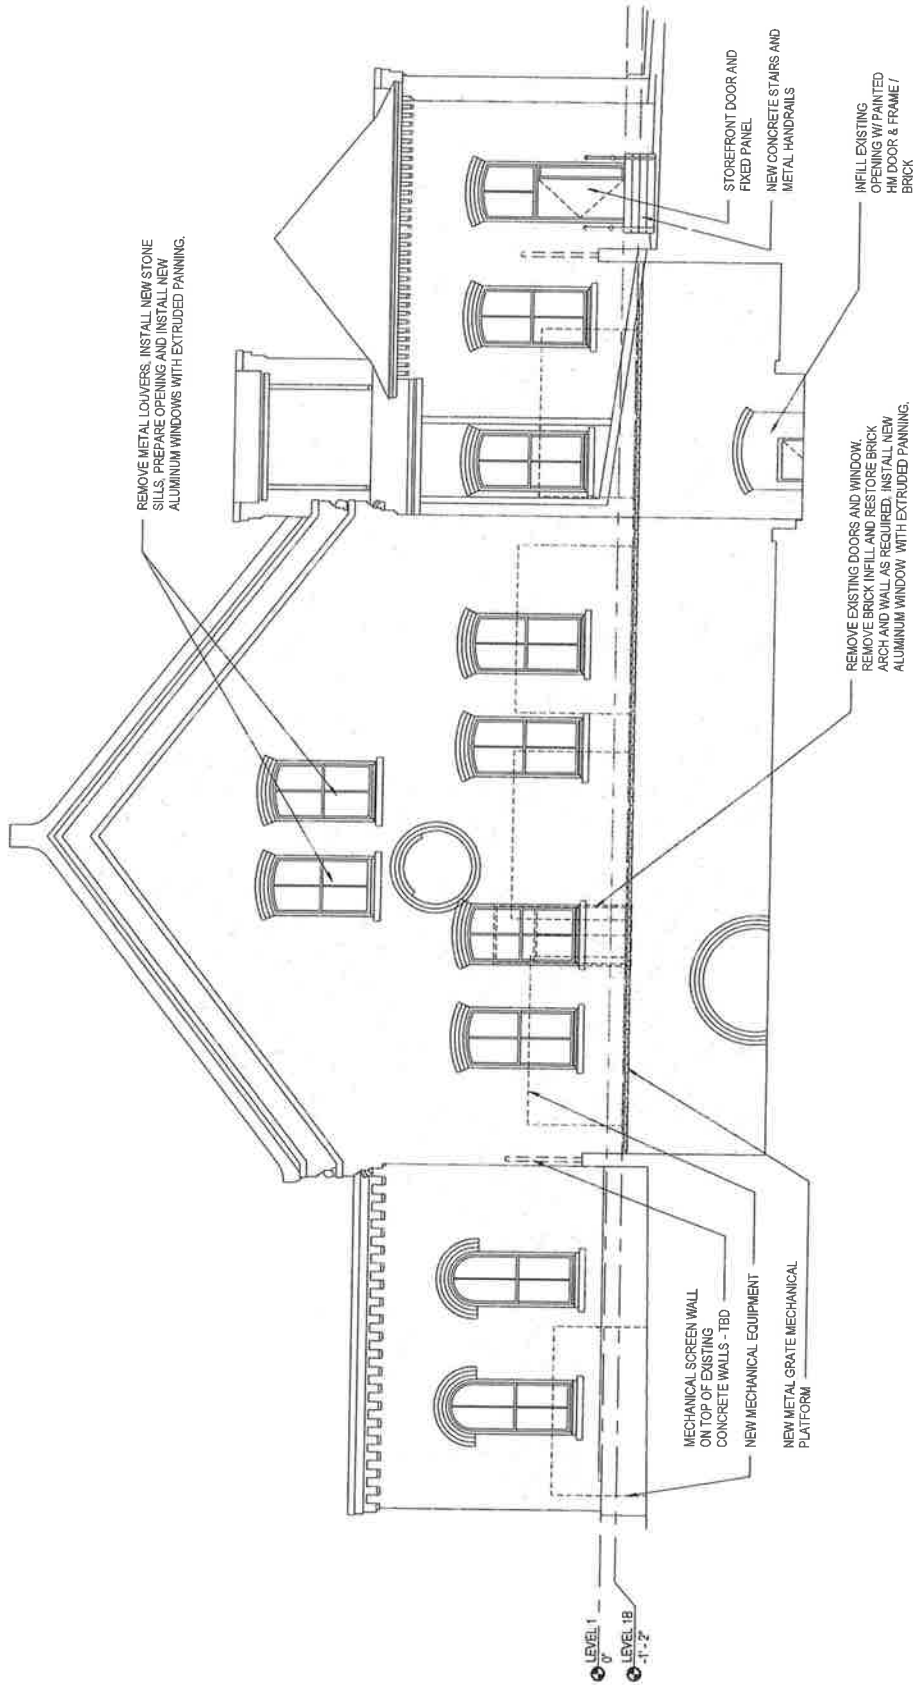 REMOVE METAL LOUVERS, INSTALL NEW STONE
SILLS, PREPARE OPENING AND INSTALL NEW
ALUMINUM WINDOWS WITH EXTRUDED PANNING.
STOREFRONT DOOR AND
FIXED PANEL
NEW CONCRETE STAIRS AND
METAL HANDRAILS
INFILL EXISTING
OPENING W/ PAINTED
HM DOOR & FRAME /
BRICK
REMOVE EXISTING DOORS AND WINDOW.
REMOVE BRICK INFILL AND RESTORE BRICK
ARCH AND WALL AS REQUIRED. INSTALL NEW
ALUMINUM WINDOW WITH EXTRUDED PANNING.
MECHANICAL SCREEN WALL
ON TOP OF EXISTING
CONCRETE WALLS - TBD
NEW MECHANICAL EQUIPMENT
NEW METAL GRATE MECHANICAL
PLATFORM
LEVEL 1
0"
LEVEL 1B
-1' - 2"